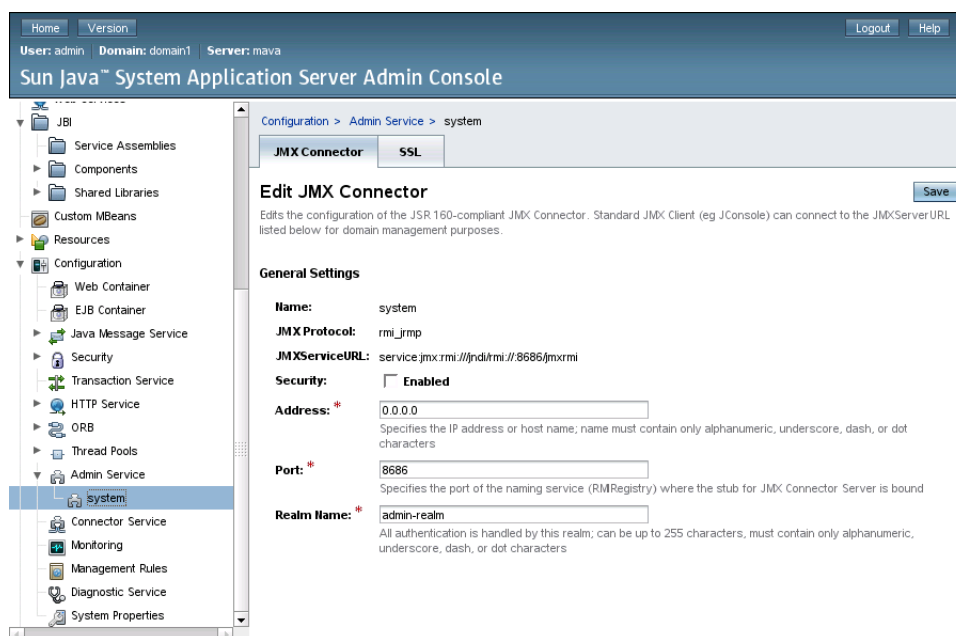 Home Version Logout Help
User: admin Domain: domain1 Server: mava
Sun Java™ System Application Server Admin Console
JBI
Service Assemblies
Components
Shared Libraries
Custom MBeans
Resources
Configuration
Web Container
EJB Container
Java Message Service
Security
Transaction Service
HTTP Service
ORB
Thread Pools
Admin Service
system
Connector Service
Monitoring
Management Rules
Diagnostic Service
System Properties
Configuration > Admin Service > system
JMX Connector SSL
Edit JMX Connector Save
Edits the configuration of the JSR 160-compliant JMX Connector. Standard JMX Client (eg JConsole) can connect to the JMXServerURL
listed below for domain management purposes.
General Settings
Name: system
JMX Protocol: rmi_jrmp
JMXServiceURL: service:jmx:rmi:///jndi/rmi://:8686/jmxrmi
Security: Enabled
Address: * 0.0.0.0
Specifies the IP address or host name; name must contain only alphanumeric, underscore, dash, or dot
characters
Port: * 8686
Specifies the port of the naming service (RMIRegistry) where the stub for JMX Connector Server is bound
Realm Name: * admin-realm
All authentication is handled by this realm; can be up to 255 characters, must contain only alphanumeric,
underscore, dash, or dot characters